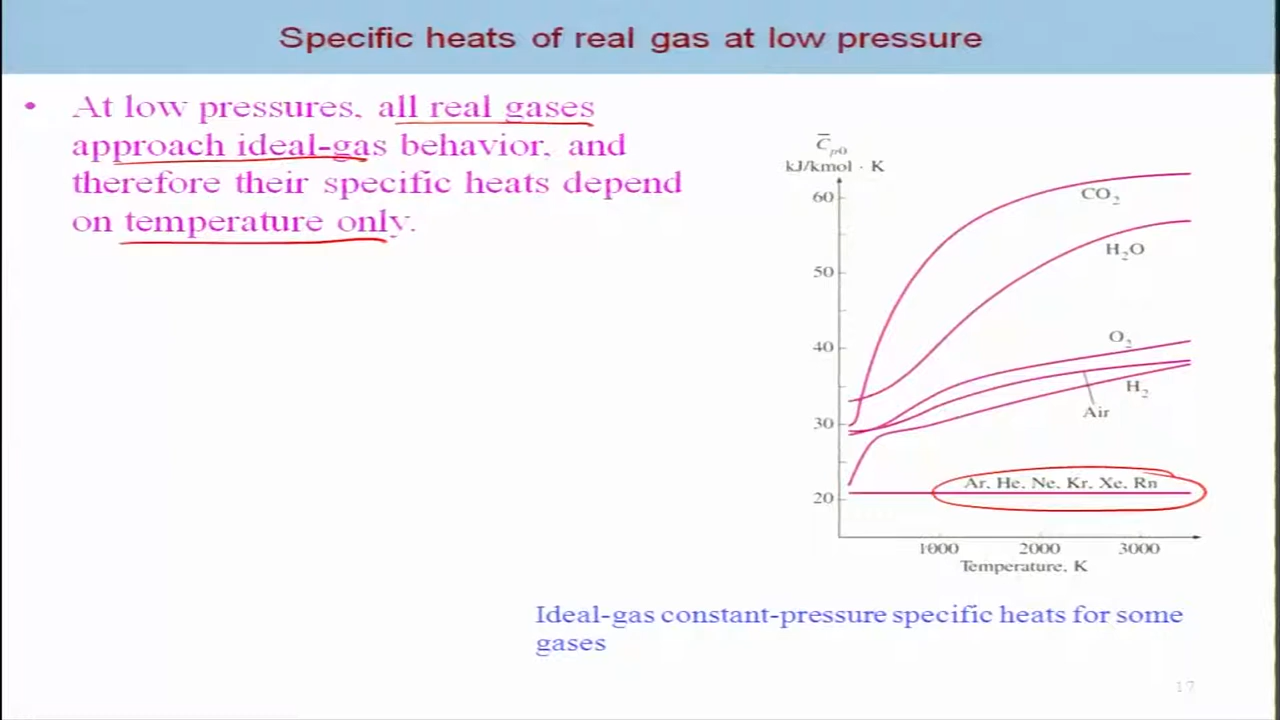 Specific heats of real gas at low pressure
• At low pressures, all real gases
approach ideal-gas behavior, and
therefore their specific heats depend
on temperature only.
C̅p0
kJ/kmol · K
60
50
40
30
20
CO₂
H₂O
O₂
H₂
Air
Ar, He, Ne, Kr, Xe, Rn
1000 2000 3000
Temperature, K
Ideal-gas constant-pressure specific heats for some
gases
17